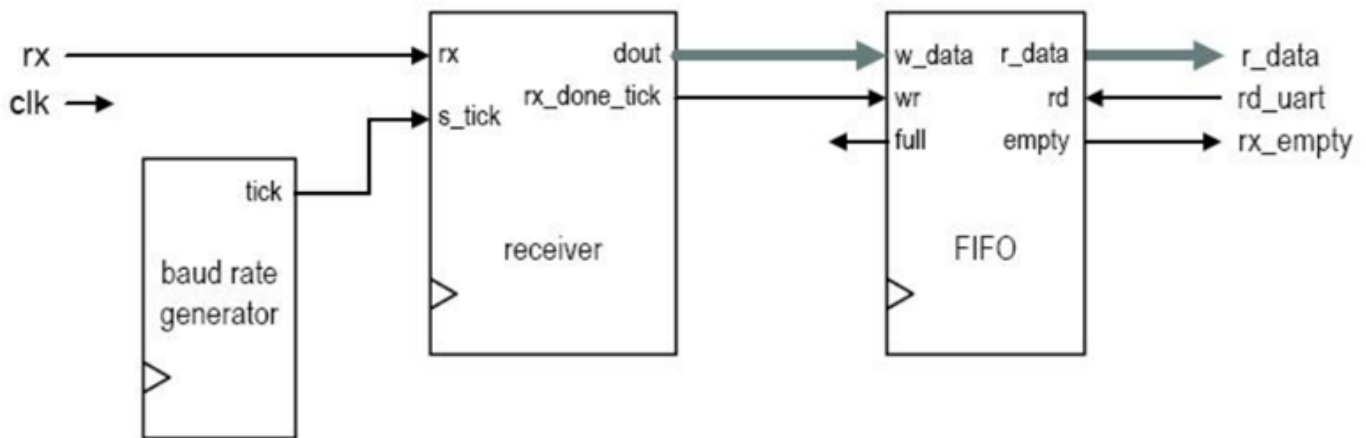 rx
clk
tick
baud rate
generator
rx
s_tick
dout
rx_done_tick
receiver
w_data
wr
full
r_data
rd
empty
FIFO
r_data
rd_uart
rx_empty